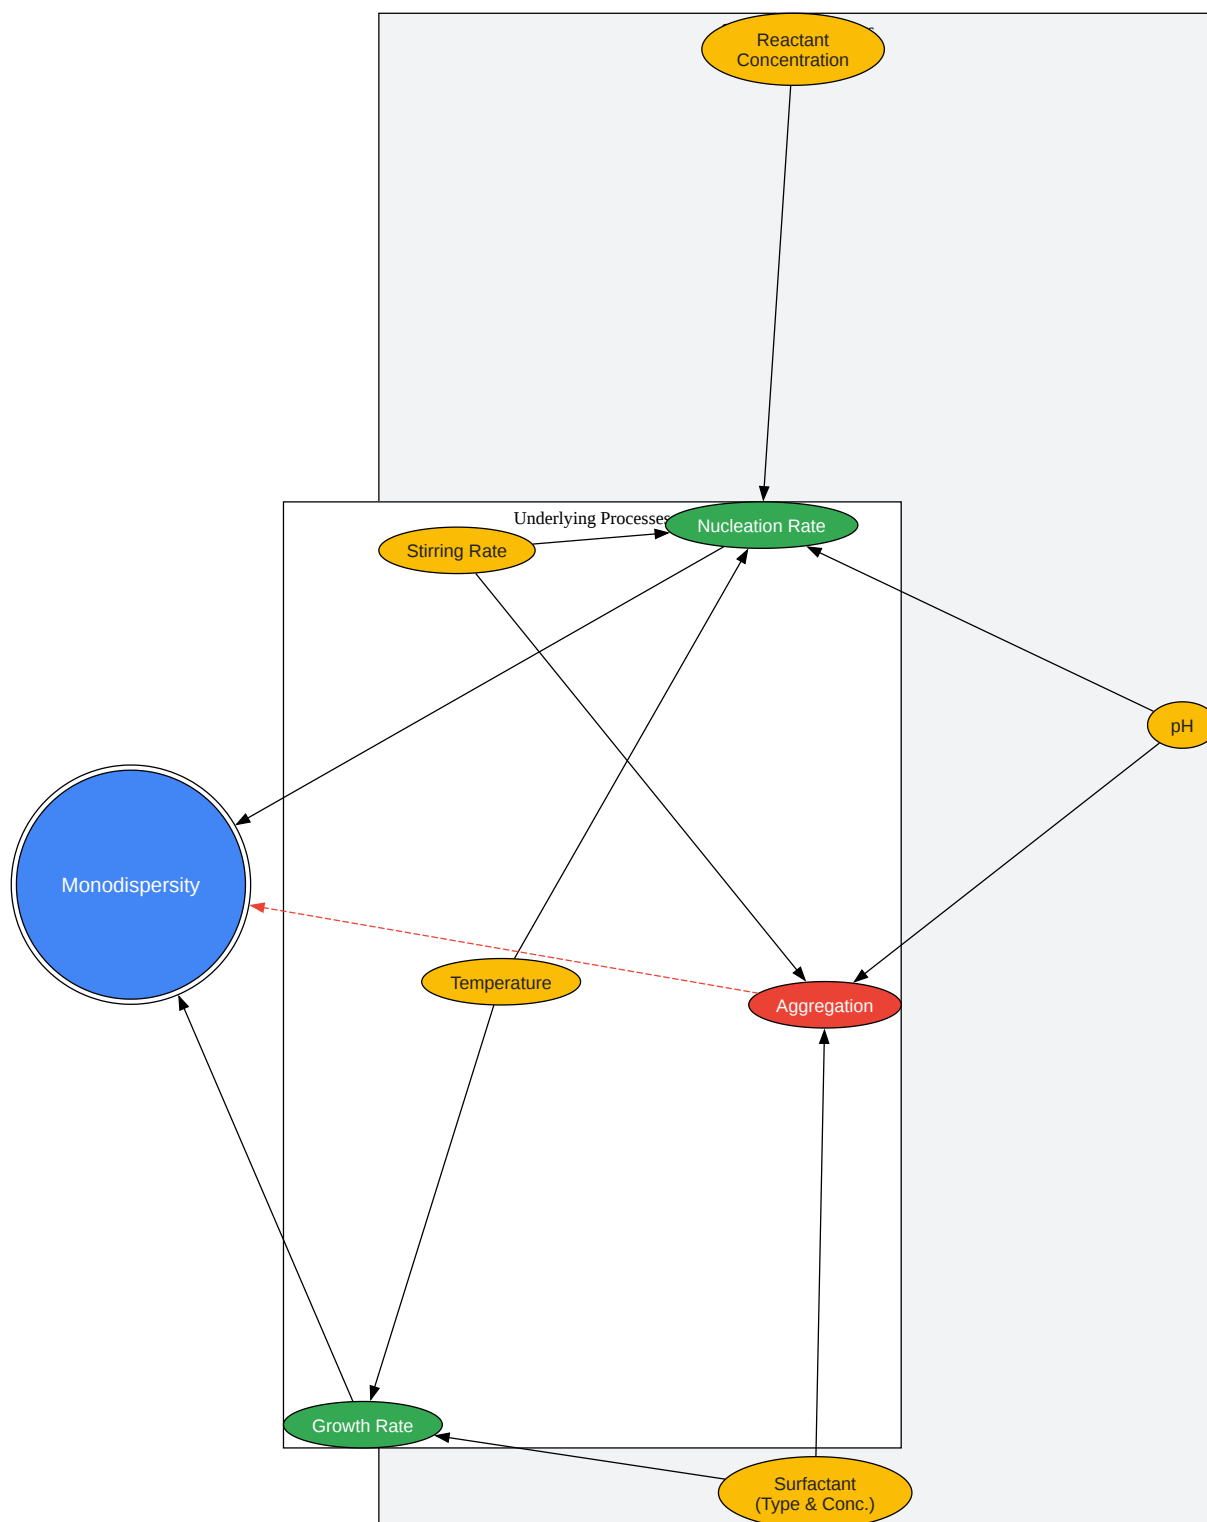 Reactant
Concentration
Underlying Processes
Nucleation Rate
Stirring Rate
pH
Monodispersity
Temperature
Aggregation
Growth Rate
Surfactant
(Type & Conc.)